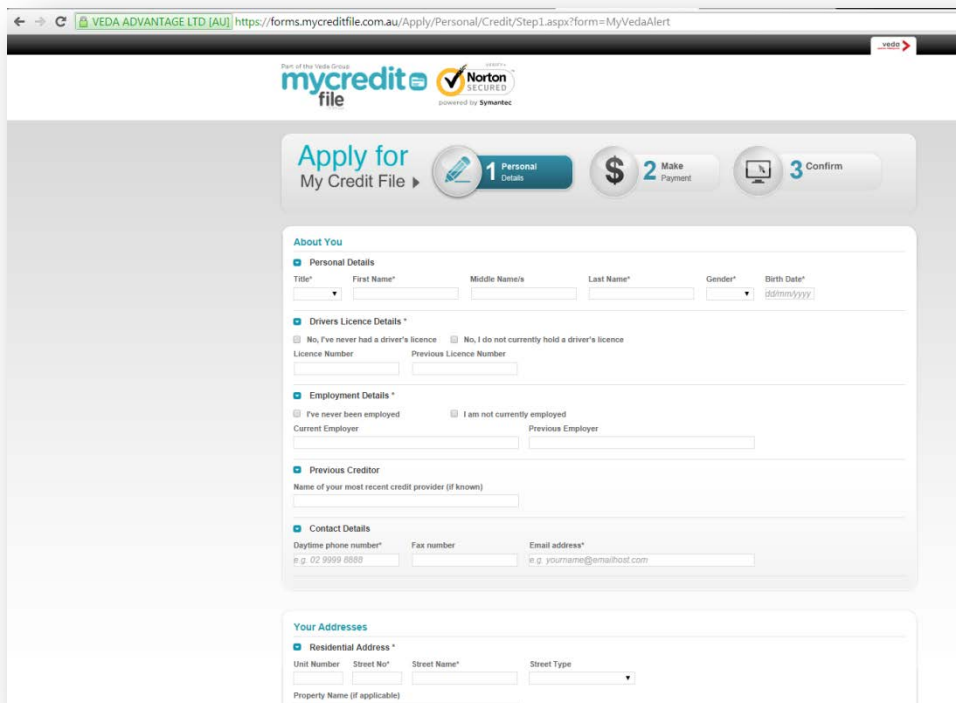 VEDA ADVANTAGE LTD [AU] https://forms.mycreditfile.com.au/Apply/Personal/Credit/Step1.aspx?form=MyVedaAlert
veda
Part of the Veda Group
mycredit
file
Norton
SECURED
powered by Symantec
Apply for
My Credit File
1 Personal
Details
$ 2 Make
Payment
3 Confirm
About You
Personal Details
Title* First Name* Middle Name/s Last Name* Gender* Birth Date*
dd/mm/yyyy
Drivers Licence Details *
No, I've never had a driver's licence No, I do not currently hold a driver's licence
Licence Number Previous Licence Number
Employment Details *
I've never been employed I am not currently employed
Current Employer Previous Employer
Previous Creditor
Name of your most recent credit provider (if known)
Contact Details
Daytime phone number* Fax number Email address*
e.g. 02 9999 8888 e.g. yourname@emailhost.com
Your Addresses
Residential Address *
Unit Number Street No* Street Name* Street Type
Property Name (if applicable)